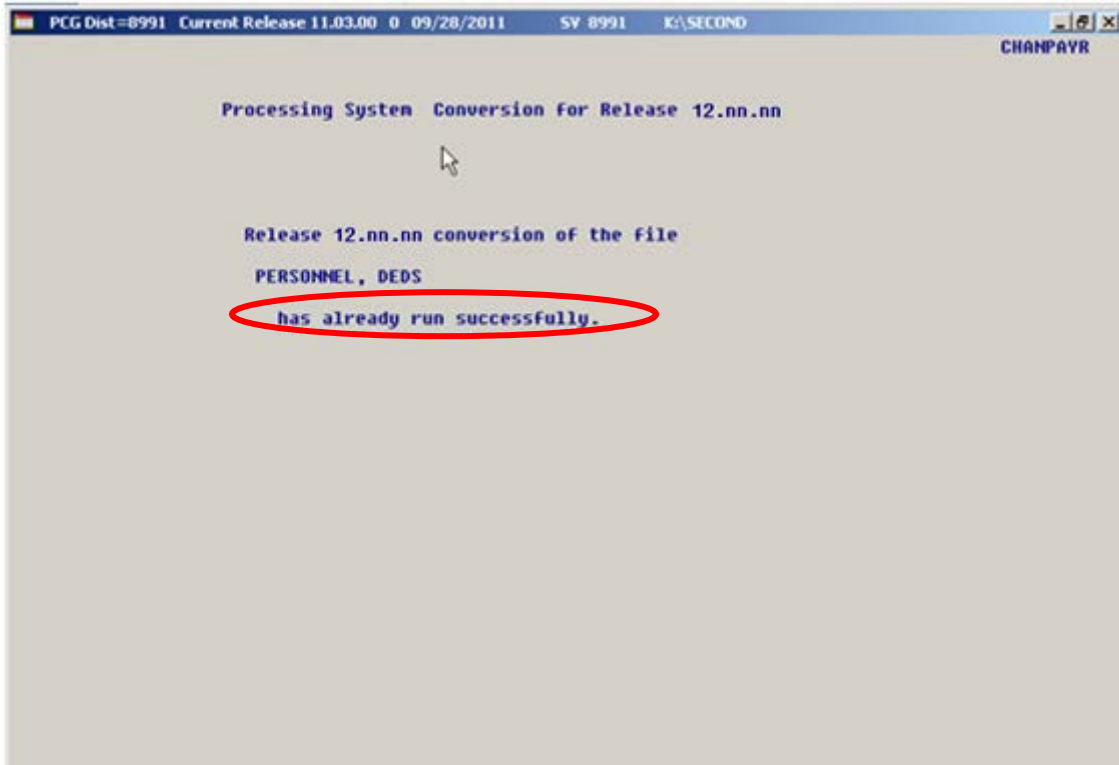 PCG Dist=8991 Current Release 11.03.00 0 09/28/2011 SV 8991 K:\SECOND
CHANPAYR
Processing System Conversion for Release 12.nn.nn
Release 12.nn.nn conversion of the file
PERSONNEL, DEDS
has already run successfully.